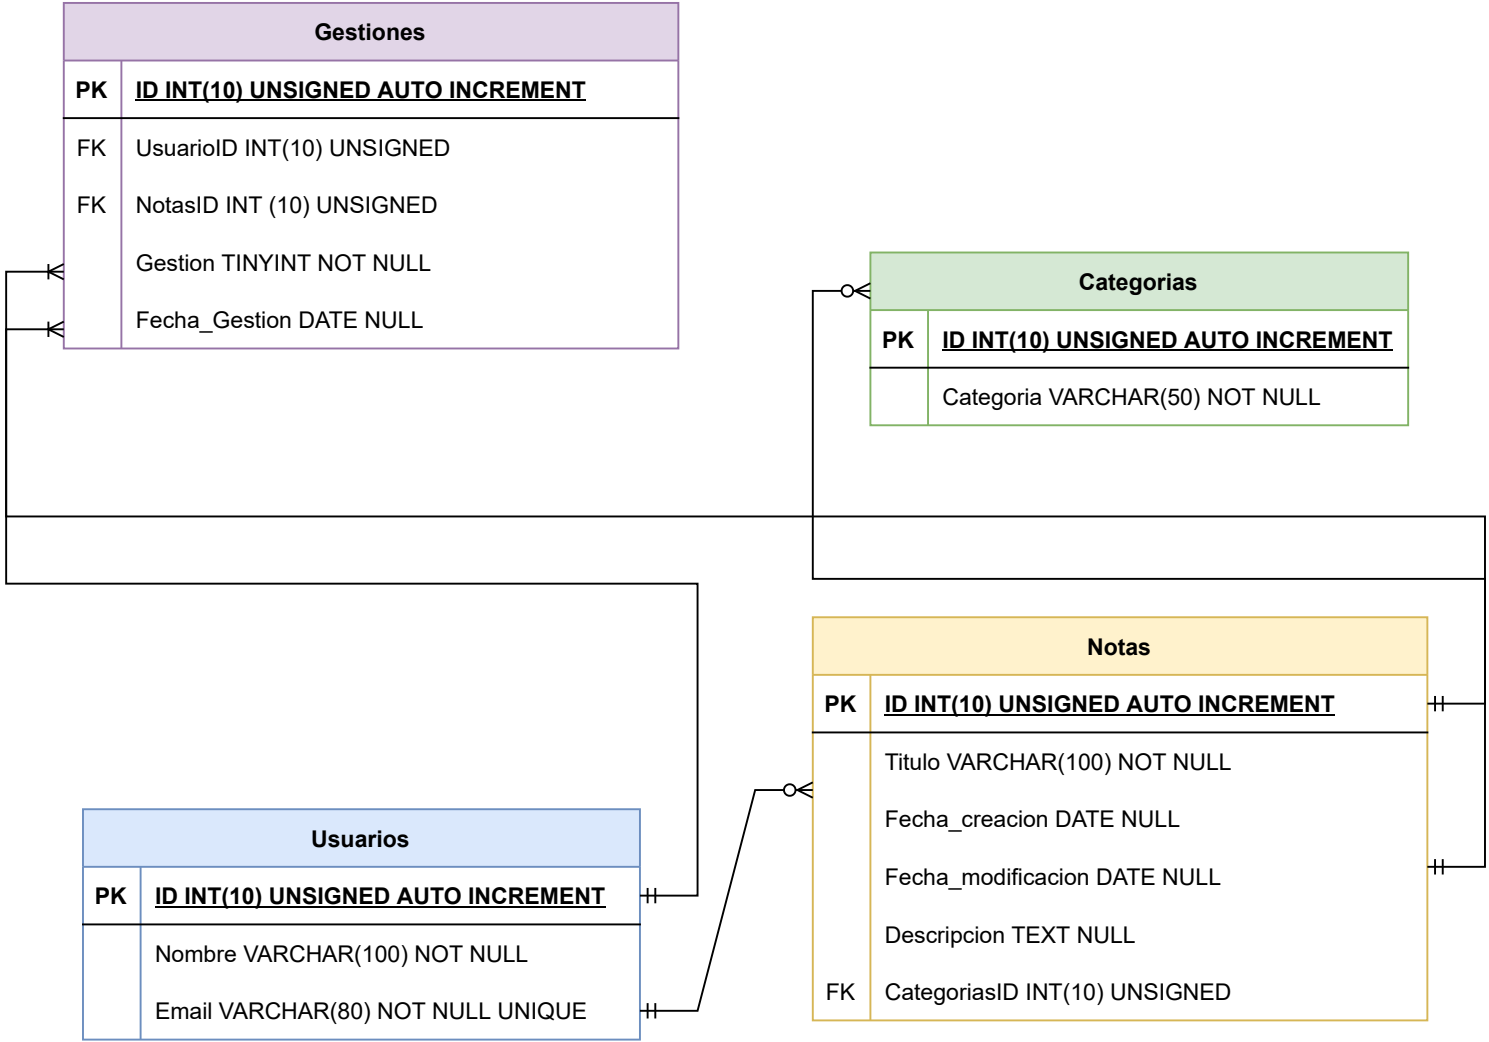 Gestiones
PK ID INT(10) UNSIGNED AUTO INCREMENT
FK UsuarioID INT(10) UNSIGNED
FK NotasID INT (10) UNSIGNED
Gestion TINYINT NOT NULL
Fecha_Gestion DATE NULL
Categorias
PK ID INT(10) UNSIGNED AUTO INCREMENT
Categoria VARCHAR(50) NOT NULL
Notas
PK ID INT(10) UNSIGNED AUTO INCREMENT
Titulo VARCHAR(100) NOT NULL
Fecha_creacion DATE NULL
Fecha_modificacion DATE NULL
Descripcion TEXT NULL
FK CategoriasID INT(10) UNSIGNED
Usuarios
PK ID INT(10) UNSIGNED AUTO INCREMENT
Nombre VARCHAR(100) NOT NULL
Email VARCHAR(80) NOT NULL UNIQUE